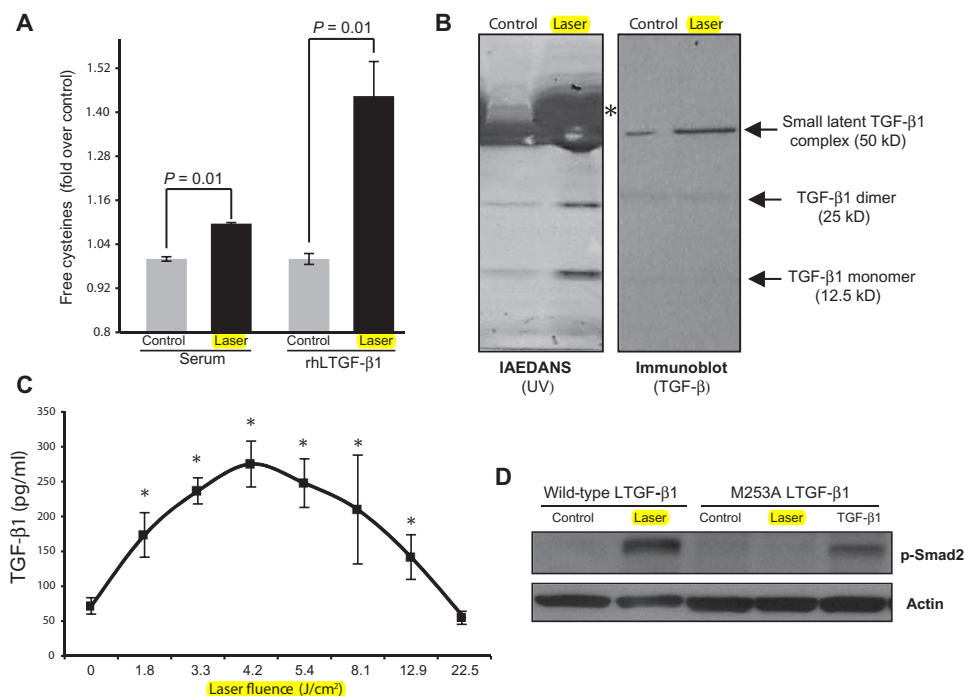 A
P = 0.01
P = 0.01
Free cysteines (fold over control)
1.52
1.40
1.28
1.16
1.04
0.92
0.8
Control
Laser
Control
Laser
Serum
rhLTGF-β1
B
Control
Laser
Control
Laser
*
Small latent TGF-β1
complex (50 kD)
TGF-β1 dimer
(25 kD)
TGF-β1 monomer
(12.5 kD)
IAEDANS
(UV)
Immunoblot
(TGF-β)
C
TGF-β1 (pg/ml)
350
300
250
200
150
100
50
0
* * * * * *
0 1.8 3.3 4.2 5.4 8.1 12.9 22.5
Laser fluence (J/cm²)
D
Wild-type LTGF-β1
M253A LTGF-β1
Control Laser Control Laser TGF-β1
p-Smad2
Actin